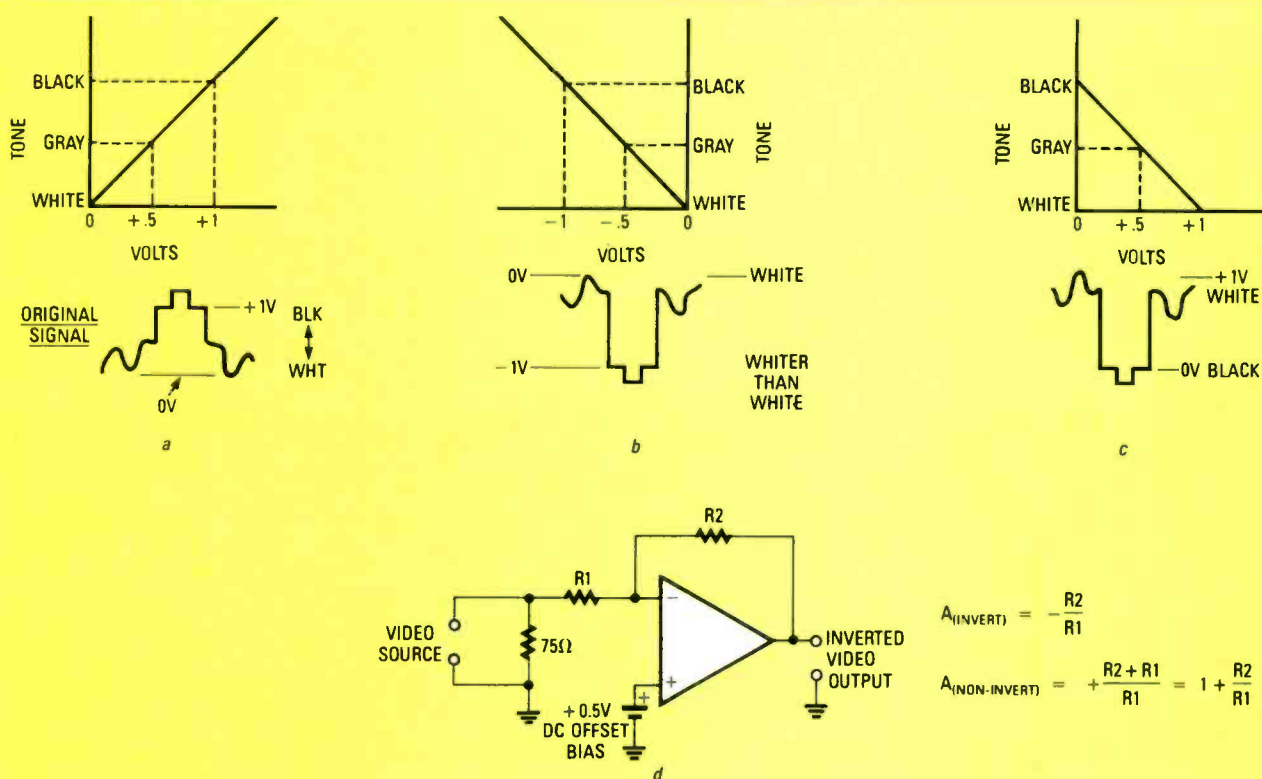 BLACK
GRAY
WHITE
TONE
0
+.5
+1
VOLTS
ORIGINAL
SIGNAL
+1V
BLK
WHT
0V
a
BLACK
GRAY
WHITE
TONE
-1
-.5
0
VOLTS
0V
WHITE
-1V
WHITER
THAN
WHITE
b
BLACK
GRAY
WHITE
TONE
0
+.5
+1
VOLTS
+1V
WHITE
0V BLACK
c
R2
R1
VIDEO
SOURCE
75Ω
−
+
+
+0.5V
DC OFFSET
BIAS
INVERTED
VIDEO
OUTPUT
d
A(INVERT) = -R2/R1
A(NON-INVERT) = +(R2+R1)/R1 = 1 + R2/R1